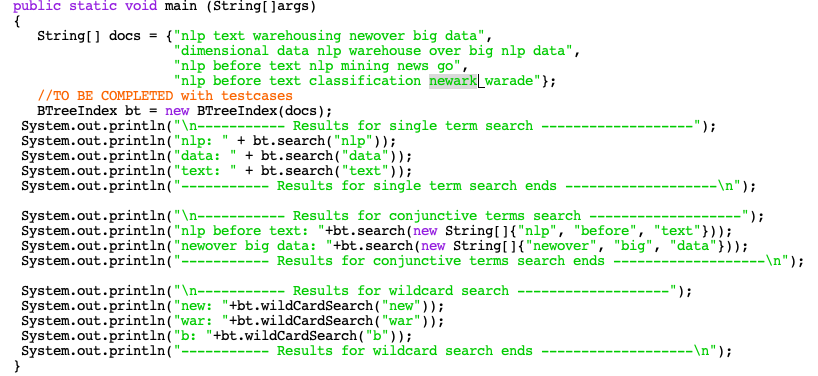 public static void main (String[]args)
{
String[] docs = {"nlp text warehousing newover big data",
"dimensional data nlp warehouse over big nlp data",
"nlp before text nlp mining news go",
"nlp before text classification newark warade"};
//TO BE COMPLETED with testcases
BTreeIndex bt = new BTreeIndex(docs);
System.out.println("\n----------- Results for single term search -------------------");
System.out.println("nlp: " + bt.search("nlp"));
System.out.println("data: " + bt.search("data"));
System.out.println("text: " + bt.search("text"));
System.out.println("----------- Results for single term search ends -------------------\n");
System.out.println("\n----------- Results for conjunctive terms search -------------------");
System.out.println("nlp before text: "+bt.search(new String[]{"nlp", "before", "text"}));
System.out.println("newover big data: "+bt.search(new String[]{"newover", "big", "data"}));
System.out.println("----------- Results for conjunctive terms search ends -------------------\n");
System.out.println("\n----------- Results for wildcard search -------------------");
System.out.println("new: "+bt.wildCardSearch("new"));
System.out.println("war: "+bt.wildCardSearch("war"));
System.out.println("b: "+bt.wildCardSearch("b"));
System.out.println("----------- Results for wildcard search ends -------------------\n");
}